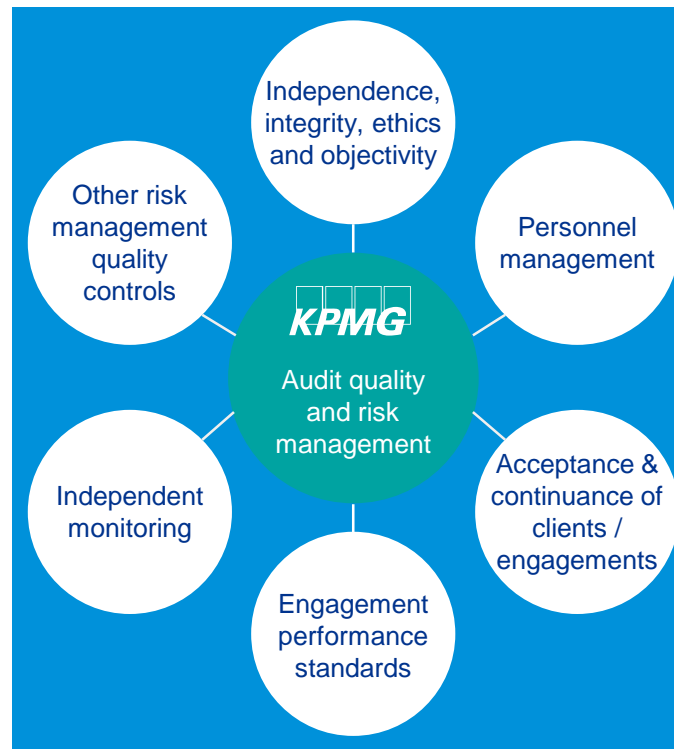 Independence,
integrity, ethics
and objectivity
Other risk
management
quality
controls
Personnel
management
KPMG
Audit quality
and risk
management
Independent
monitoring
Acceptance &
continuance of
clients /
engagements
Engagement
performance
standards